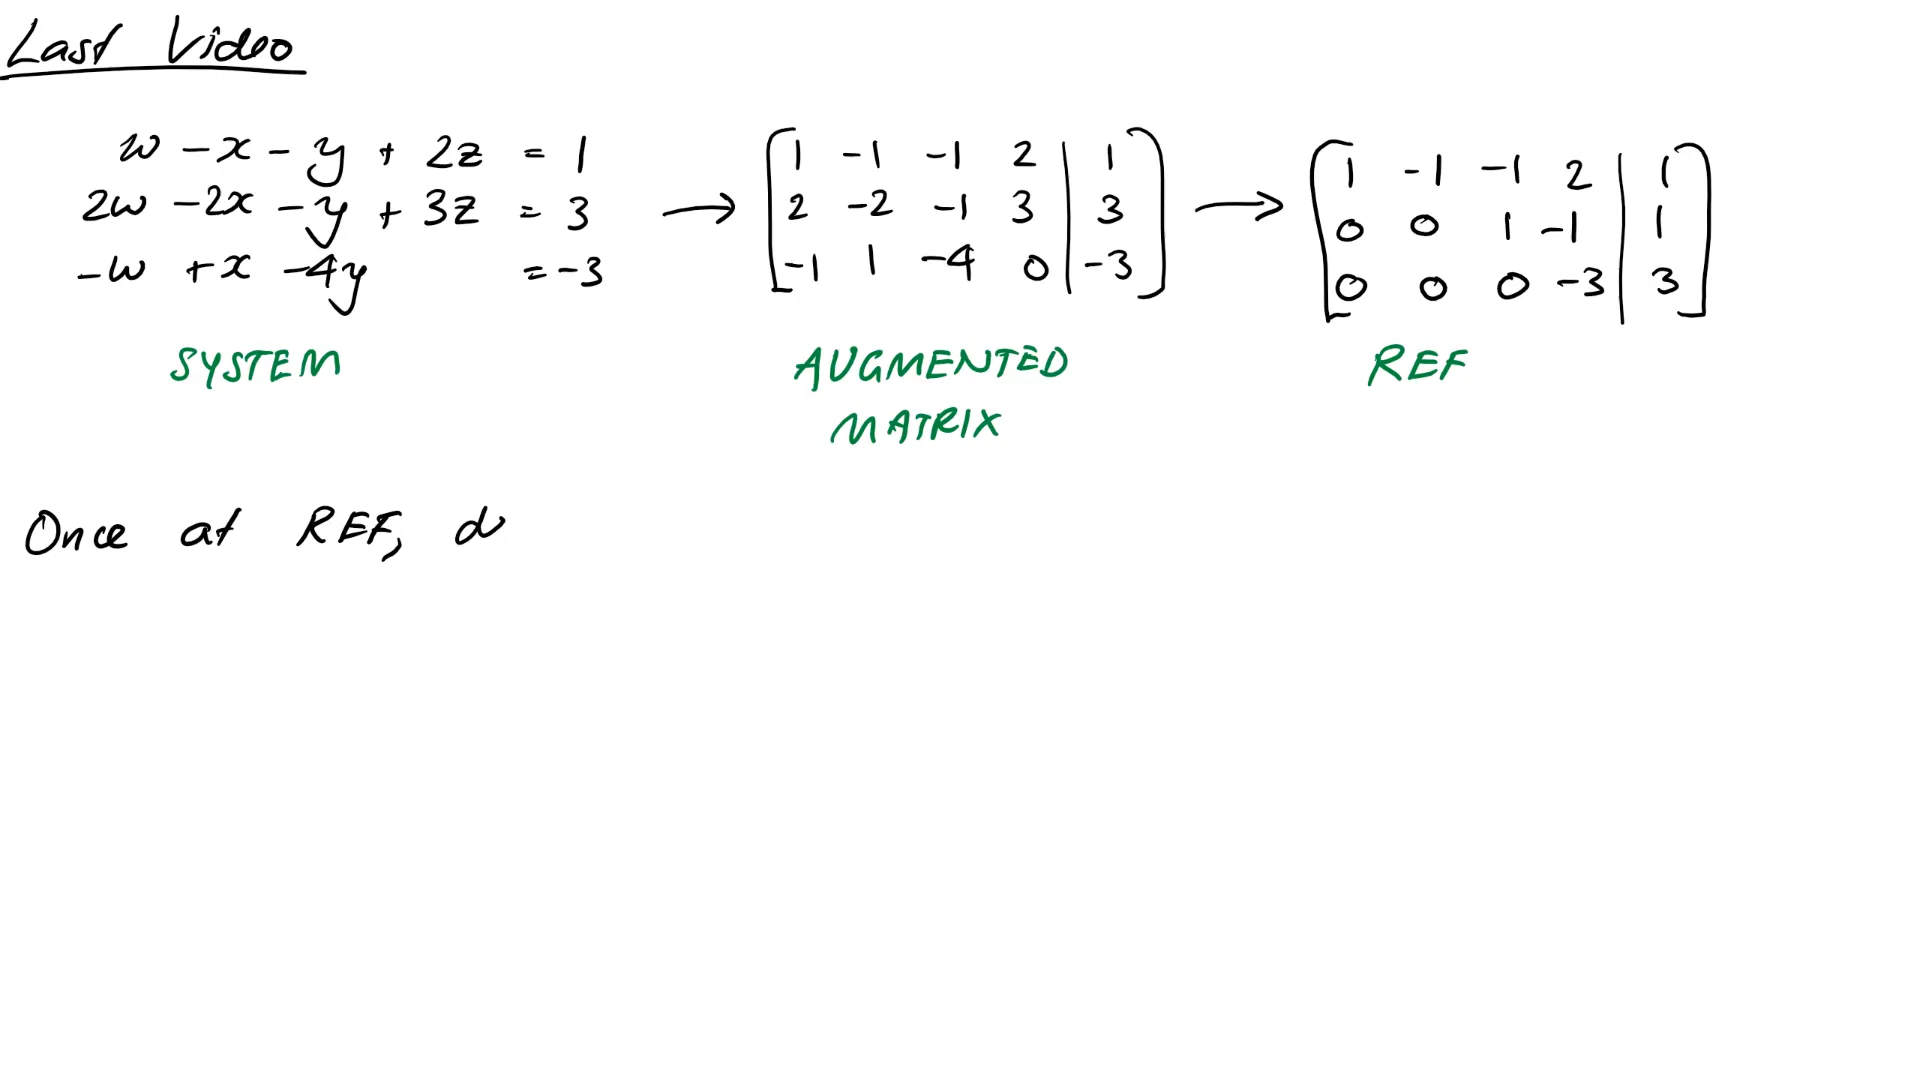 Last Video
w - x - y + 2z = 1
2w - 2x - y + 3z = 3
-w + x - 4y = -3
→
[1 -1 -1 2 | 1]
[2 -2 -1 3 | 3]
[-1 1 -4 0 | -3]
→
[1 -1 -1 2 | 1]
[0 0 1 -1 | 1]
[0 0 0 -3 | 3]
SYSTEM
AUGMENTED
MATRIX
REF
Once at REF, do